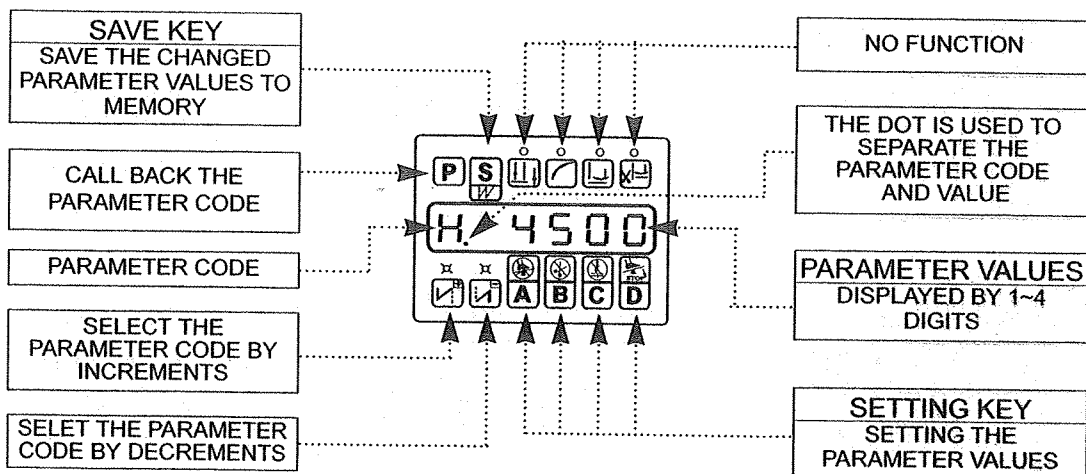 SAVE KEY
SAVE THE CHANGED
PARAMETER VALUES TO
MEMORY
CALL BACK THE
PARAMETER CODE
PARAMETER CODE
SELECT THE
PARAMETER CODE BY
INCREMENTS
SELET THE PARAMETER
CODE BY DECREMENTS
P S
W
H. 4500
A B C D
NO FUNCTION
THE DOT IS USED TO
SEPARATE THE
PARAMETER CODE
AND VALUE
PARAMETER VALUES
DISPLAYED BY 1~4
DIGITS
SETTING KEY
SETTING THE
PARAMETER VALUES